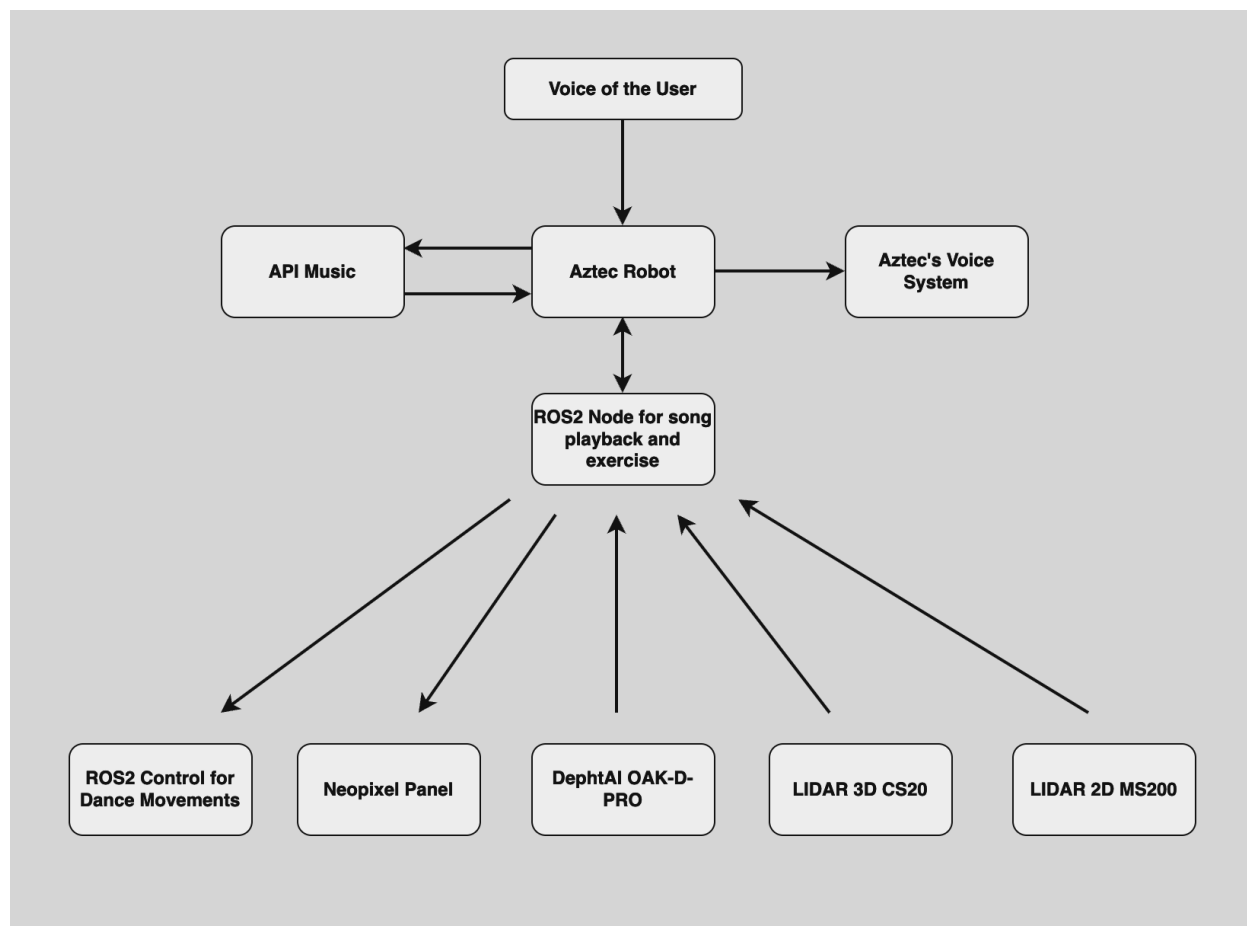 Voice of the User
API Music
Aztec Robot
Aztec's Voice
System
ROS2 Node for song
playback and
exercise
ROS2 Control for
Dance Movements
Neopixel Panel
DephtAI OAK-D-
PRO
LIDAR 3D CS20
LIDAR 2D MS200